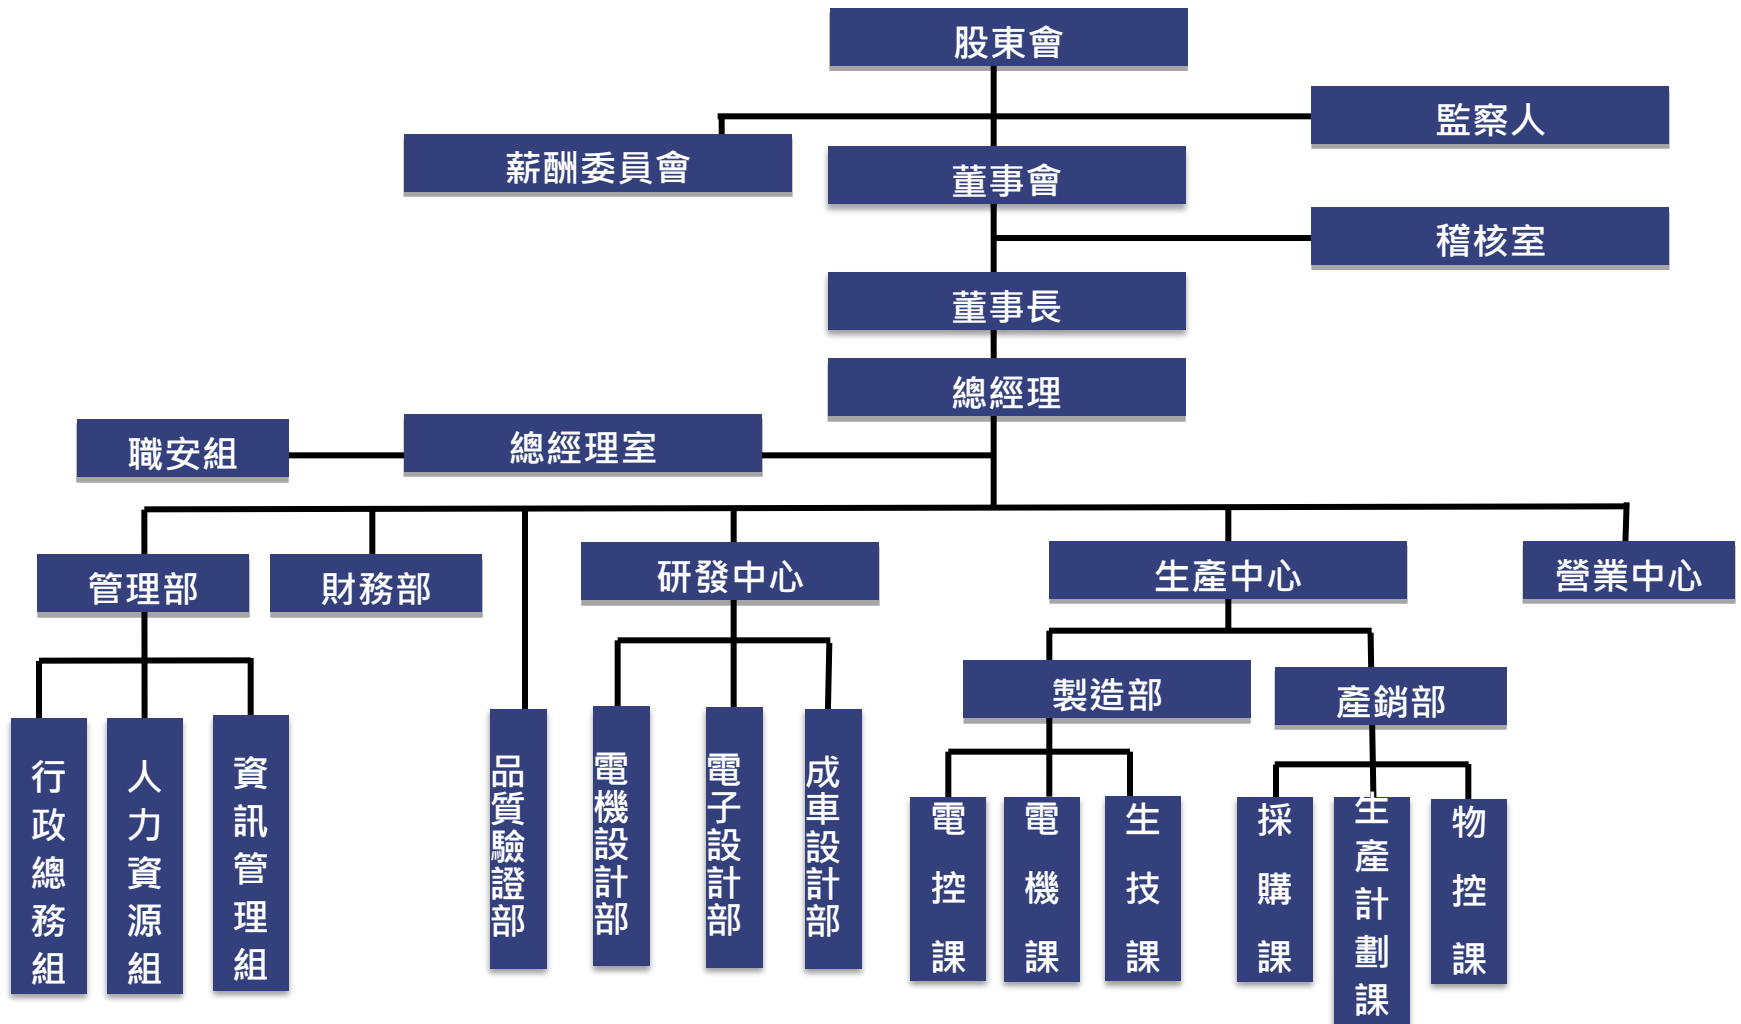 股東會
監察人
薪酬委員會
董事會
稽核室
董事長
總經理
總經理室
職安組
管理部
財務部
研發中心
生產中心
營業中心
製造部
產銷部
行政總務組
人力資源組
資訊管理組
品質驗證部
電機設計部
電子設計部
成車設計部
電控課
電機課
生技課
採購課
生產計劃課
物控課